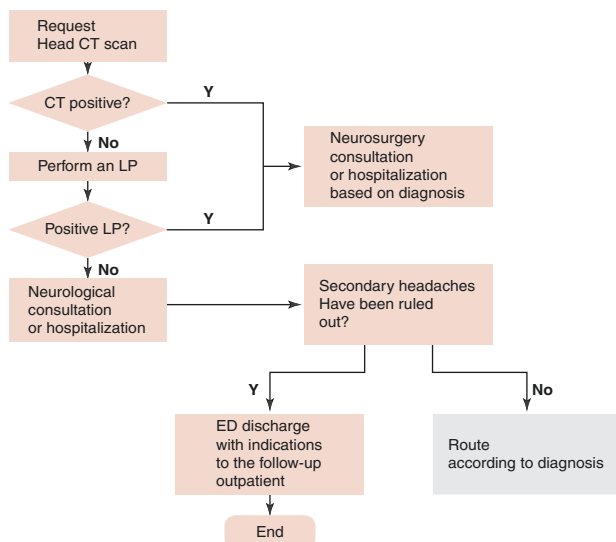 Request
Head CT scan
CT positive?
Y
No
Perform an LP
Neurosurgery
consultation
or hospitalization
based on diagnosis
Positive LP?
Y
No
Neurological
consultation
or hospitalization
Secondary headaches
Have been ruled
out?
Y
No
ED discharge
with indications
to the follow-up
outpatient
Route
according to diagnosis
End